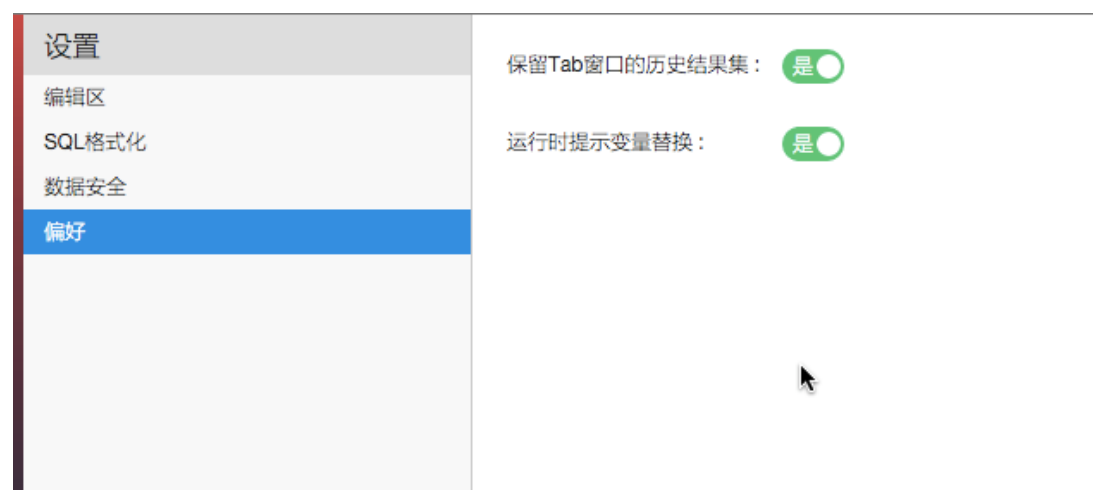 设置
编辑区
SQL格式化
数据安全
偏好
保留Tab窗口的历史结果集：
是
运行时提示变量替换：
是